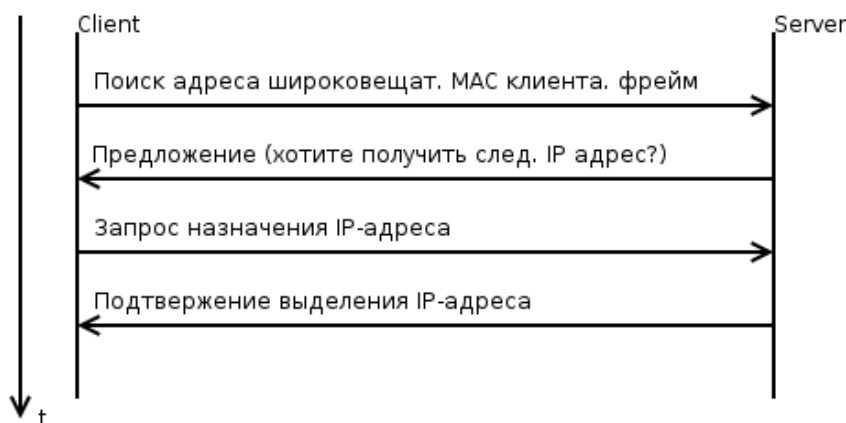 Client
Server
Поиск адреса широковещат. MAC клиента. фрейм
Предложение (хотите получить след. IP адрес?)
Запрос назначения IP-адреса
Подтвержение выделения IP-адреса
t